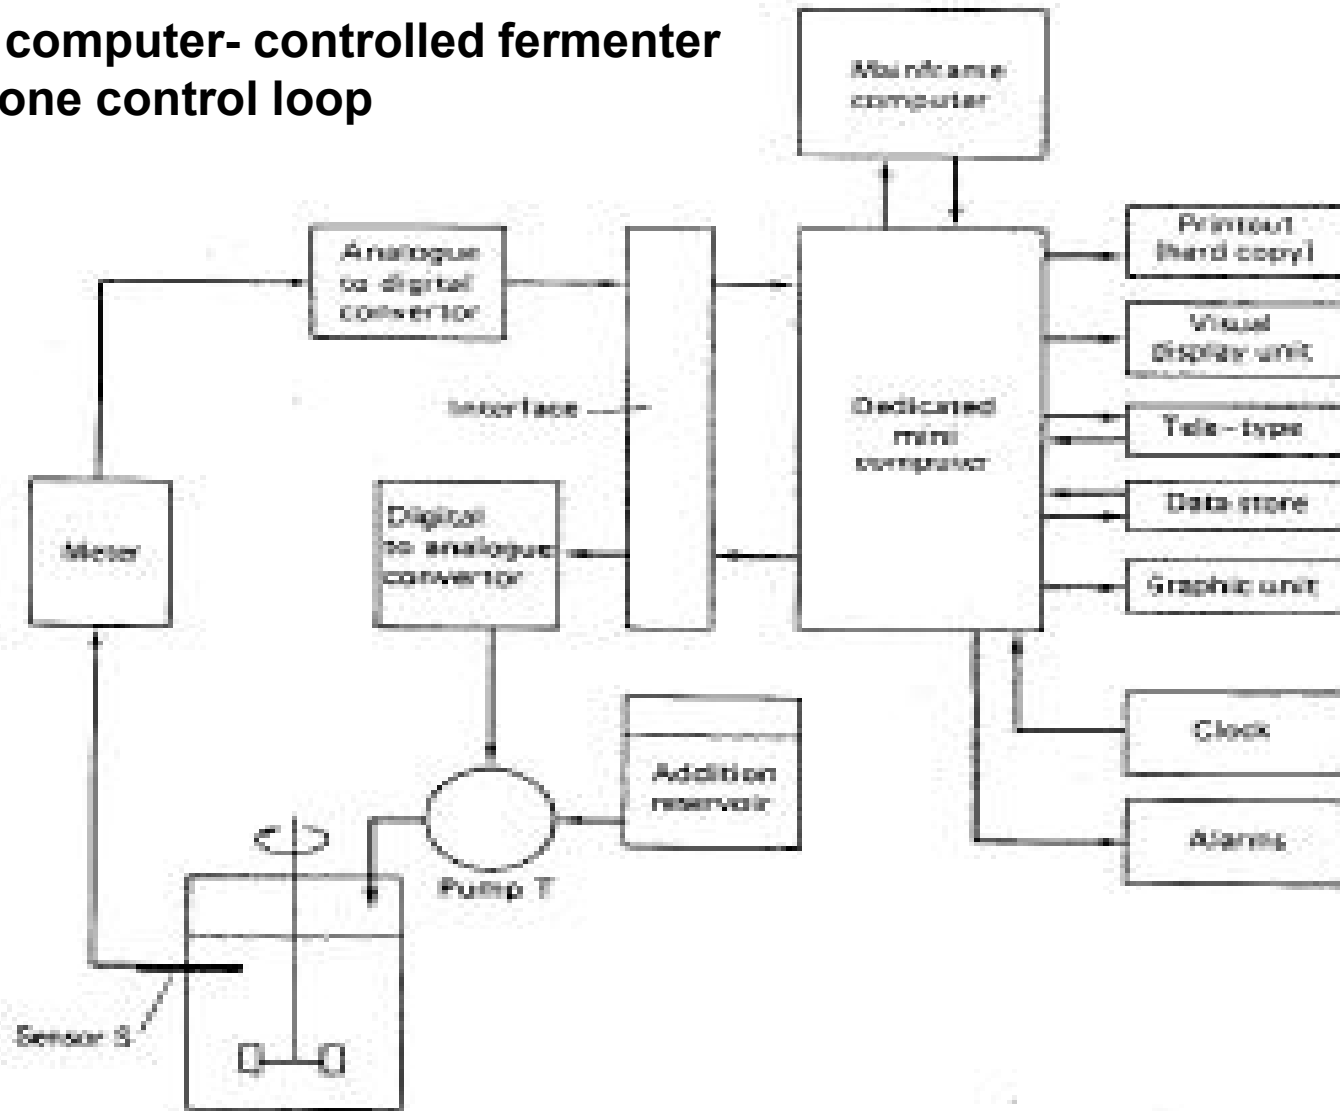 computer- controlled fermenter
one control loop
Mainframe
computer
Analogue
to digital
convertor
Printout
(hard copy)
Visual
display unit
Interface
Dedicated
mini
computer
Tele-type
Meter
Digital
to analogue
convertor
Data store
Graphic unit
Addition
reservoir
Clock
Pump T
Alarms
Sensor S